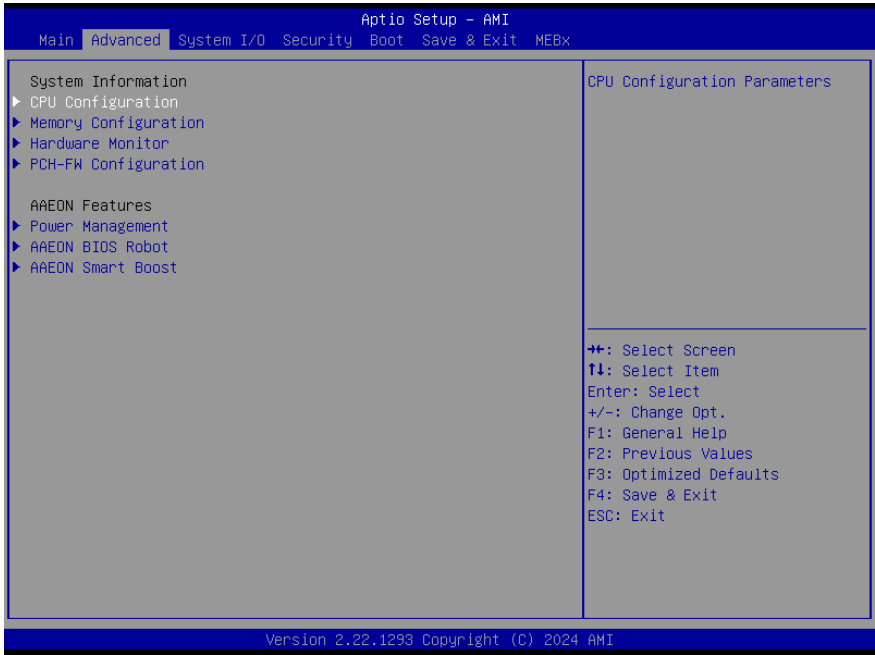 Aptio Setup - AMI
Main Advanced System I/O Security Boot Save & Exit MEBx
System Information
CPU Configuration
Memory Configuration
Hardware Monitor
PCH-FW Configuration
AAEON Features
Power Management
AAEON BIOS Robot
AAEON Smart Boost
CPU Configuration Parameters
→←: Select Screen
↑↓: Select Item
Enter: Select
+/-: Change Opt.
F1: General Help
F2: Previous Values
F3: Optimized Defaults
F4: Save & Exit
ESC: Exit
Version 2.22.1293 Copyright (C) 2024 AMI